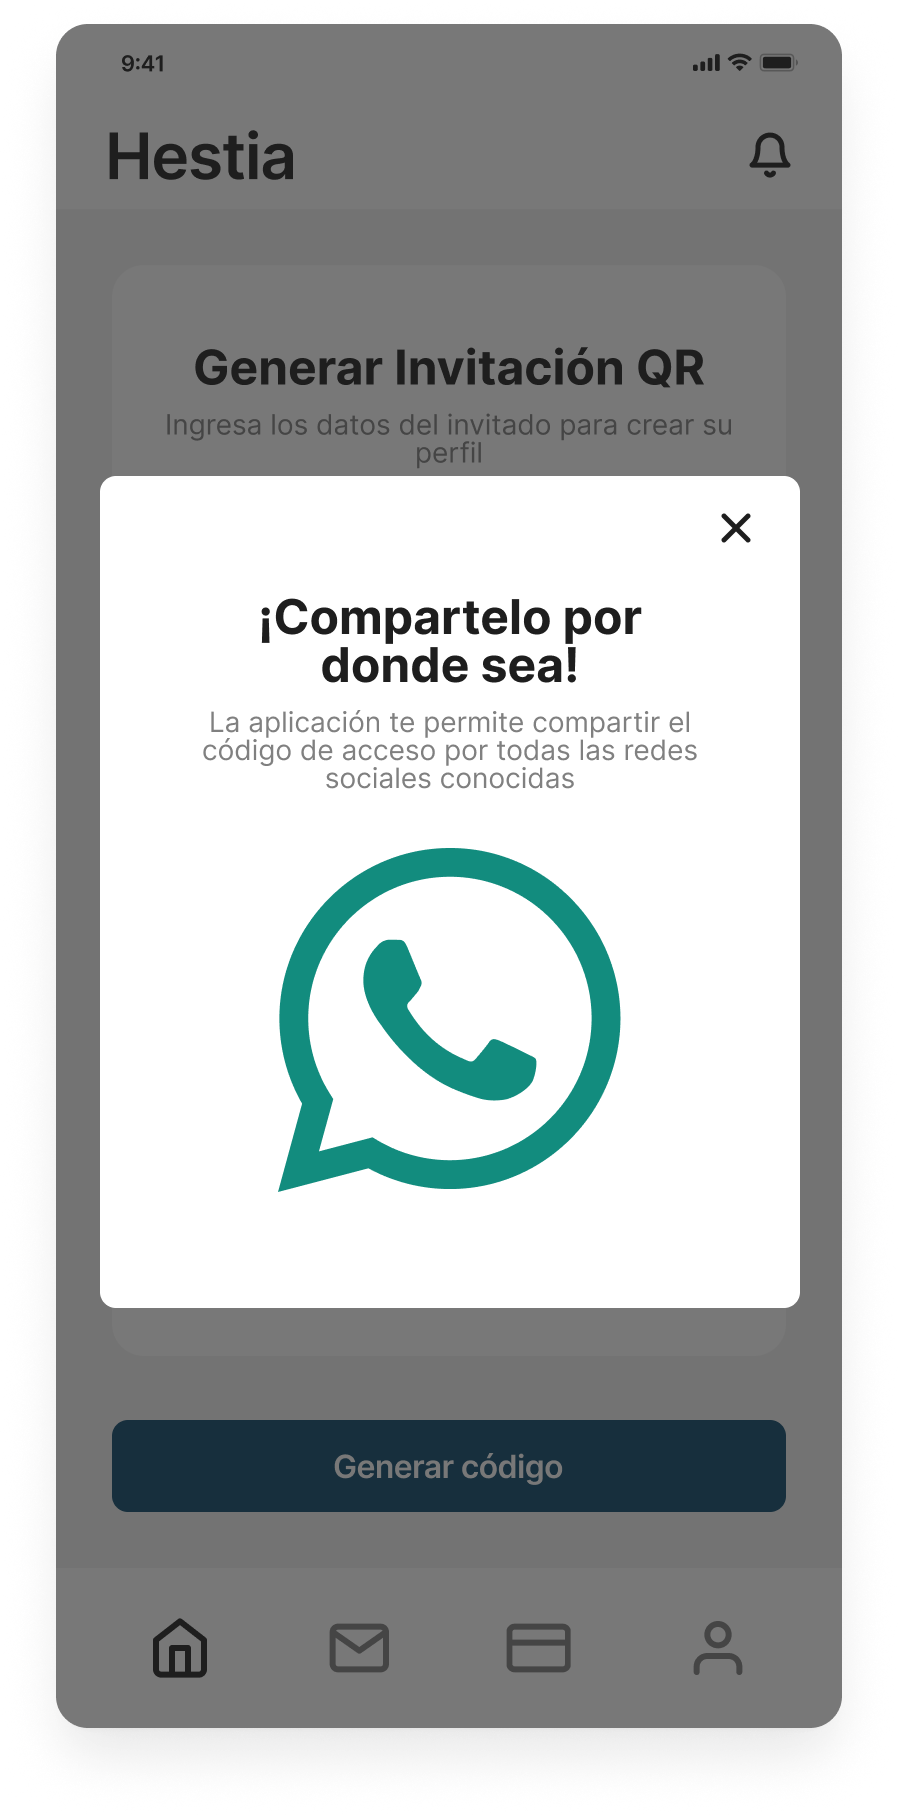 9:41
Hestia
Generar Invitación QR
Ingresa los datos del invitado para crear su
perfil
¡Compartelo por
donde sea!
La aplicación te permite compartir el
código de acceso por todas las redes
sociales conocidas
Generar código